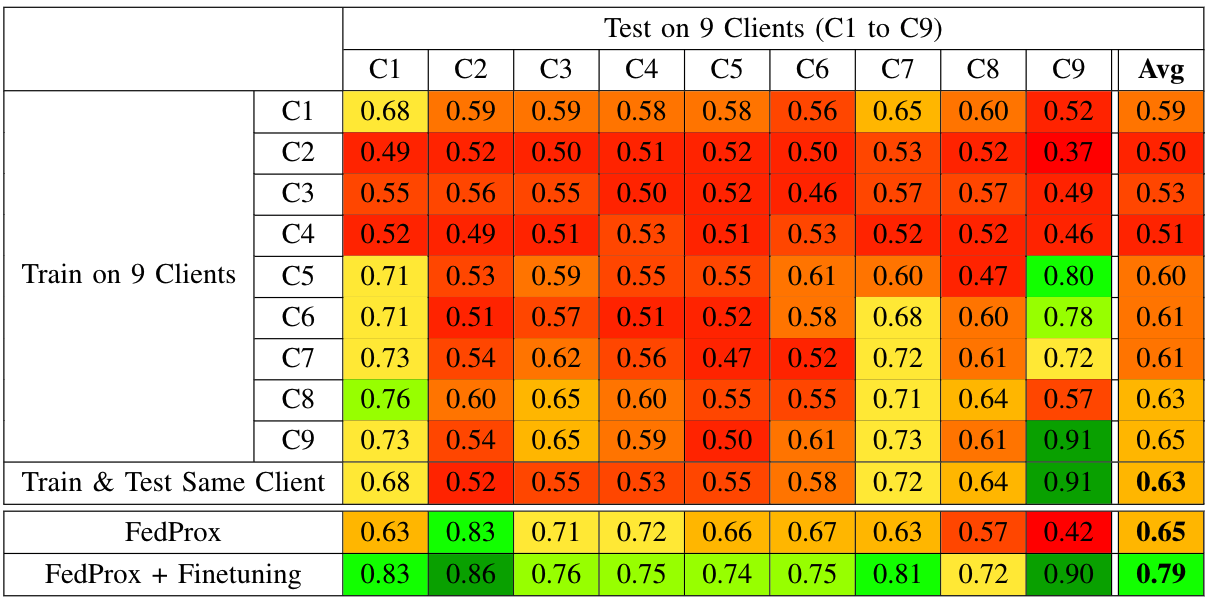 Test on 9 Clients (C1 to C9)
C1 C2 C3 C4 C5 C6 C7 C8 C9 Avg
C1 0.68 0.59 0.59 0.58 0.58 0.56 0.65 0.60 0.52 0.59
C2 0.49 0.52 0.50 0.51 0.52 0.50 0.53 0.52 0.37 0.50
C3 0.55 0.56 0.55 0.50 0.52 0.46 0.57 0.57 0.49 0.53
C4 0.52 0.49 0.51 0.53 0.51 0.53 0.52 0.52 0.46 0.51
Train on 9 Clients C5 0.71 0.53 0.59 0.55 0.55 0.61 0.60 0.47 0.80 0.60
C6 0.71 0.51 0.57 0.51 0.52 0.58 0.68 0.60 0.78 0.61
C7 0.73 0.54 0.62 0.56 0.47 0.52 0.72 0.61 0.72 0.61
C8 0.76 0.60 0.65 0.60 0.55 0.55 0.71 0.64 0.57 0.63
C9 0.73 0.54 0.65 0.59 0.50 0.61 0.73 0.61 0.91 0.65
Train & Test Same Client 0.68 0.52 0.55 0.53 0.55 0.58 0.72 0.64 0.91 0.63
FedProx 0.63 0.83 0.71 0.72 0.66 0.67 0.63 0.57 0.42 0.65
FedProx + Finetuning 0.83 0.86 0.76 0.75 0.74 0.75 0.81 0.72 0.90 0.79